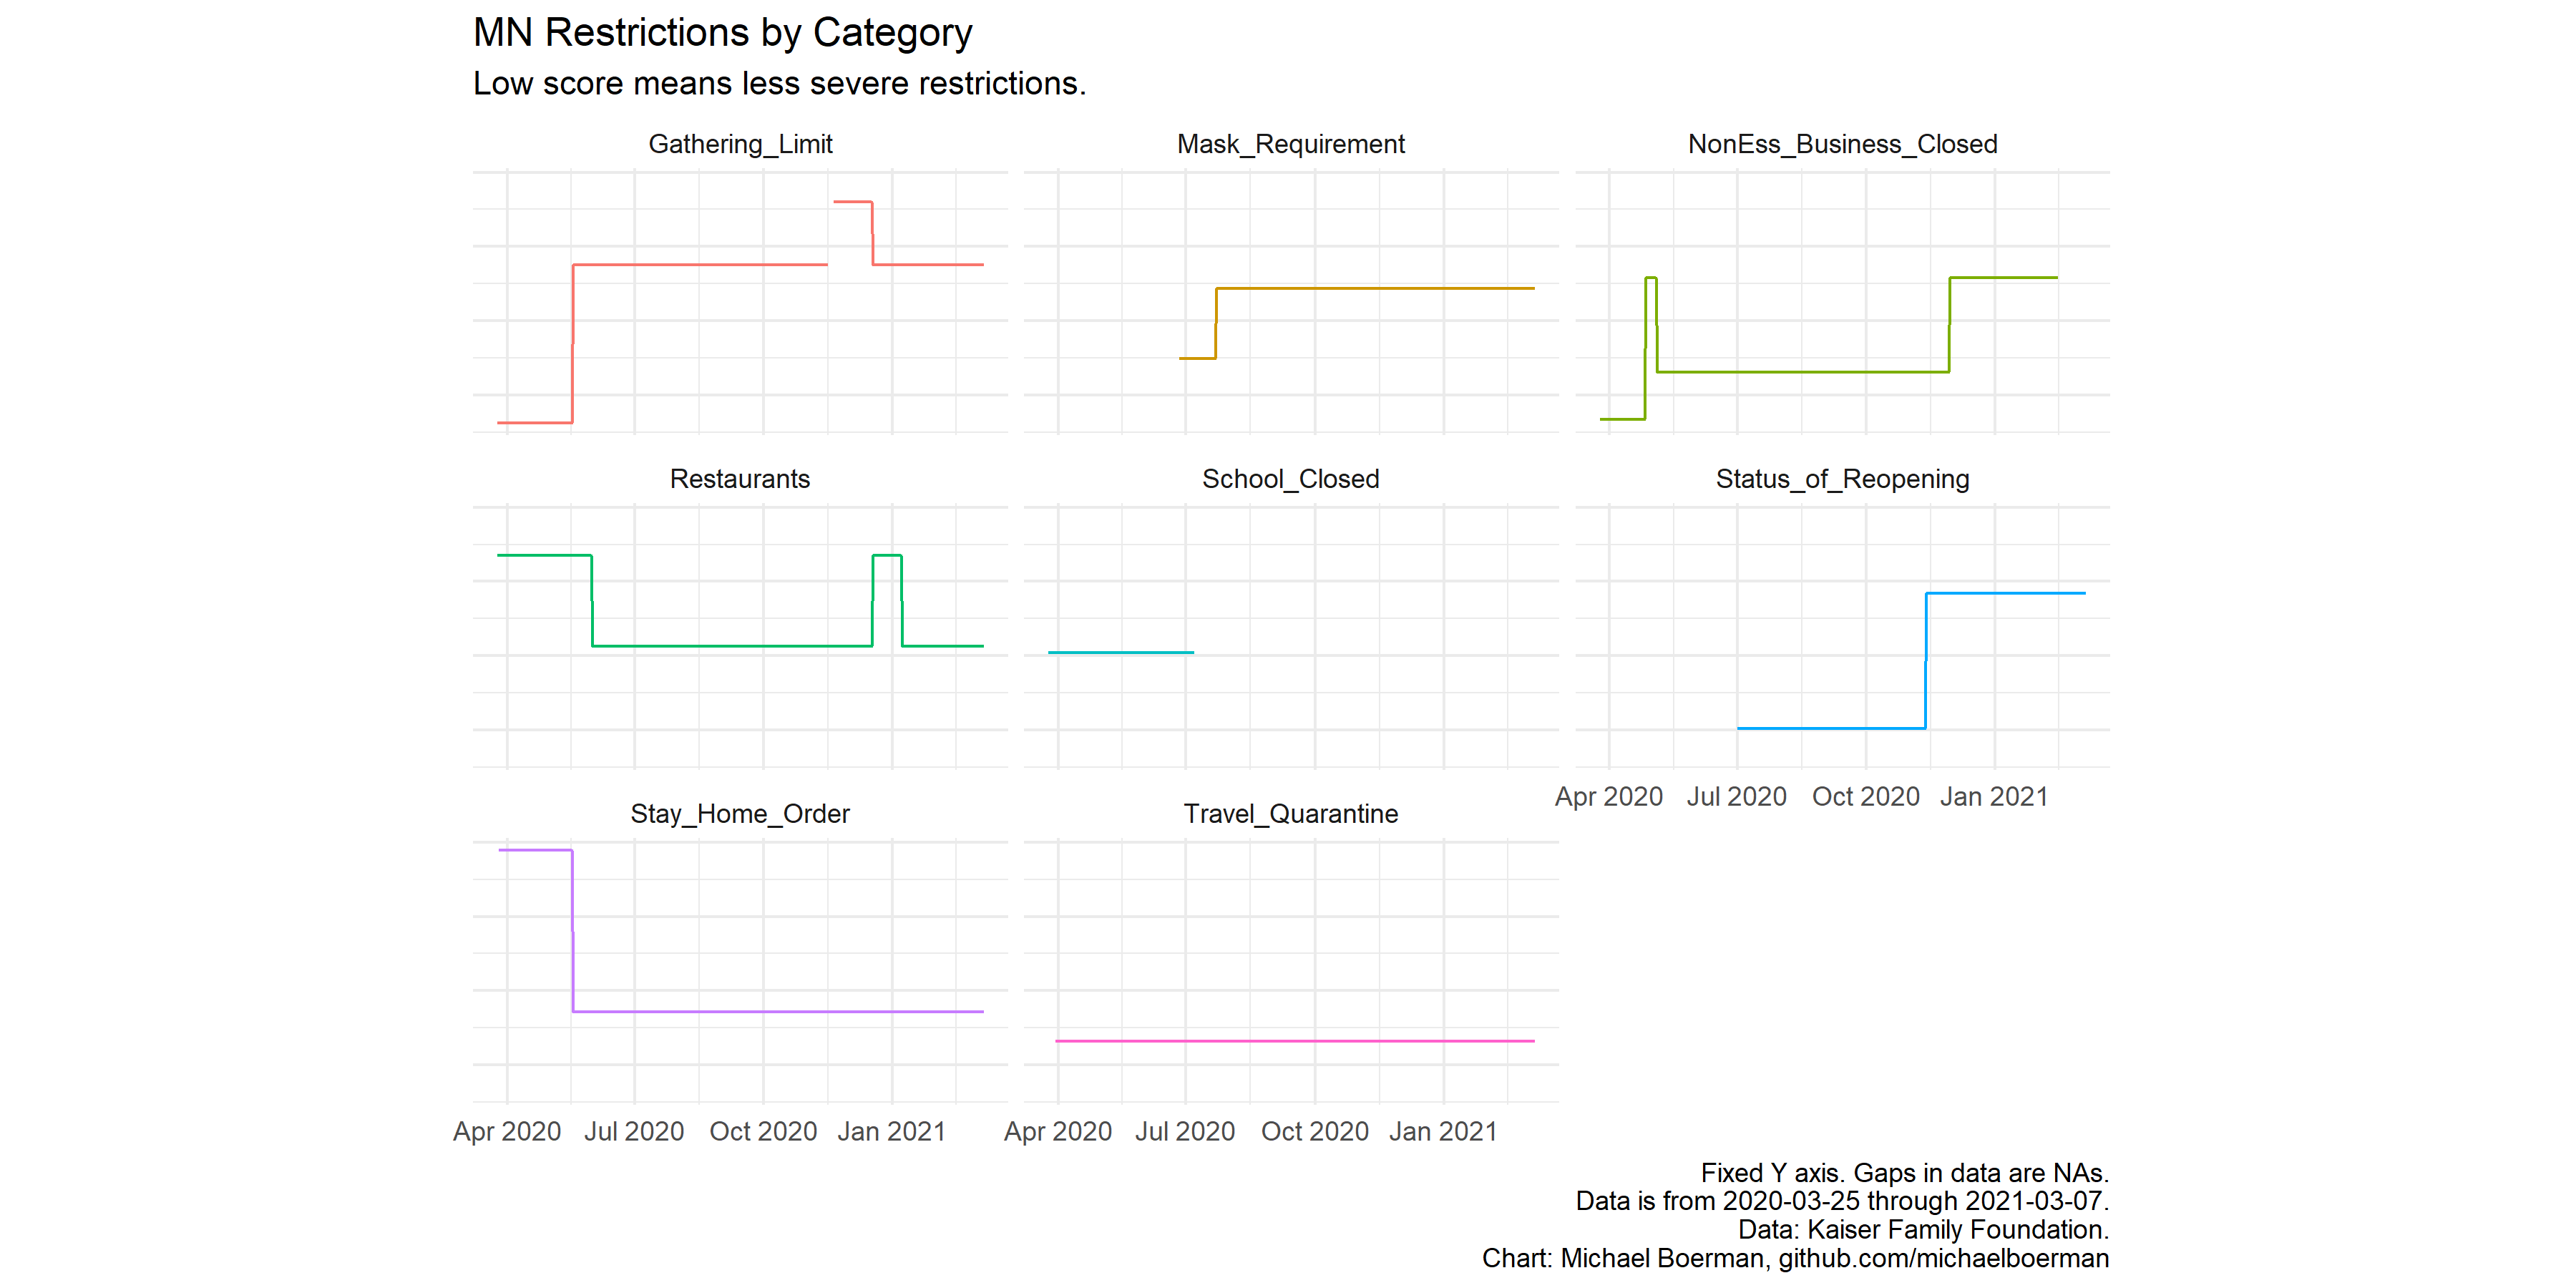 MN Restrictions by Category
Low score means less severe restrictions.
Gathering_Limit
Mask_Requirement
NonEss_Business_Closed
Restaurants
School_Closed
Status_of_Reopening
Apr 2020 Jul 2020 Oct 2020 Jan 2021
Stay_Home_Order
Travel_Quarantine
Apr 2020 Jul 2020 Oct 2020 Jan 2021
Apr 2020 Jul 2020 Oct 2020 Jan 2021
Fixed Y axis. Gaps in data are NAs.
Data is from 2020-03-25 through 2021-03-07.
Data: Kaiser Family Foundation.
Chart: Michael Boerman, github.com/michaelboerman